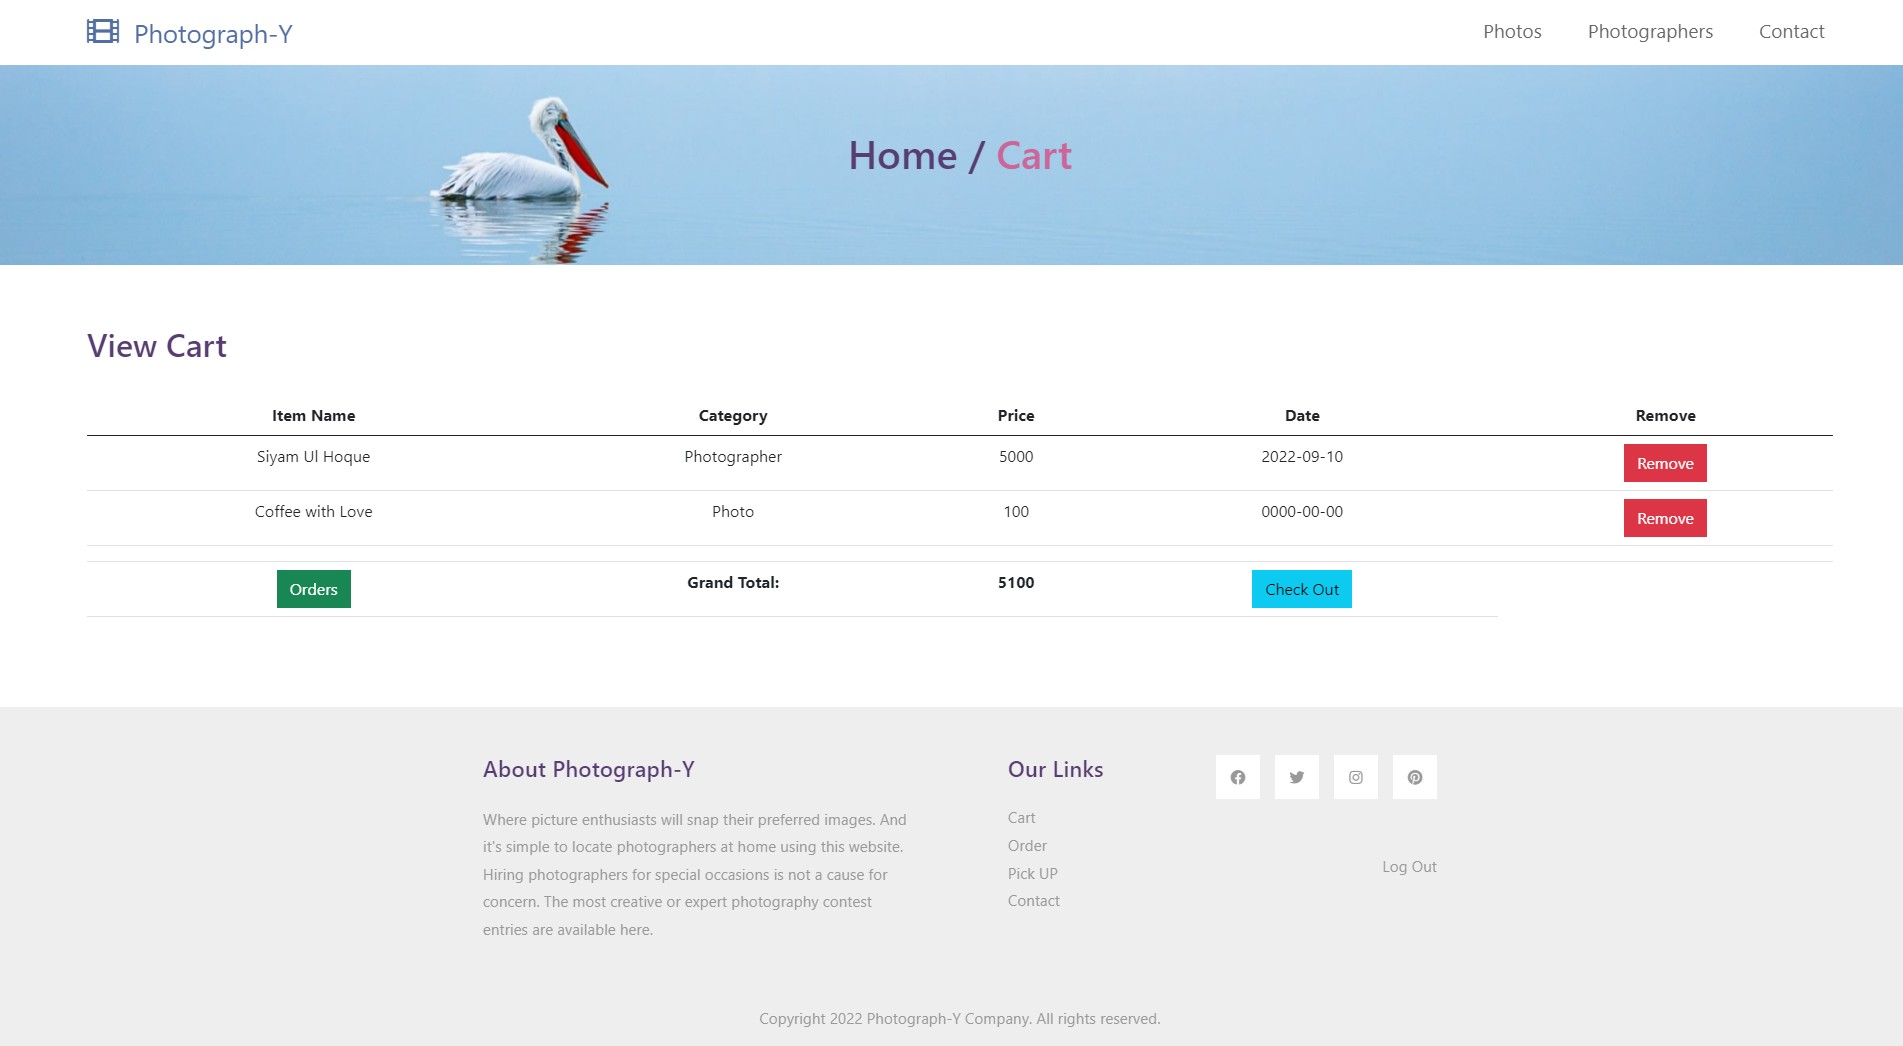 Photograph-Y
Photos Photographers Contact
Home / Cart
View Cart
Item Name Category Price Date Remove
Siyam Ul Hoque Photographer 5000 2022-09-10 Remove
Coffee with Love Photo 100 0000-00-00 Remove
Orders Grand Total: 5100 Check Out
About Photograph-Y
Where picture enthusiasts will snap their preferred images. And
it's simple to locate photographers at home using this website.
Hiring photographers for special occasions is not a cause for
concern. The most creative or expert photography contest
entries are available here.
Our Links
Cart
Order
Pick UP
Contact
Log Out
Copyright 2022 Photograph-Y Company. All rights reserved.